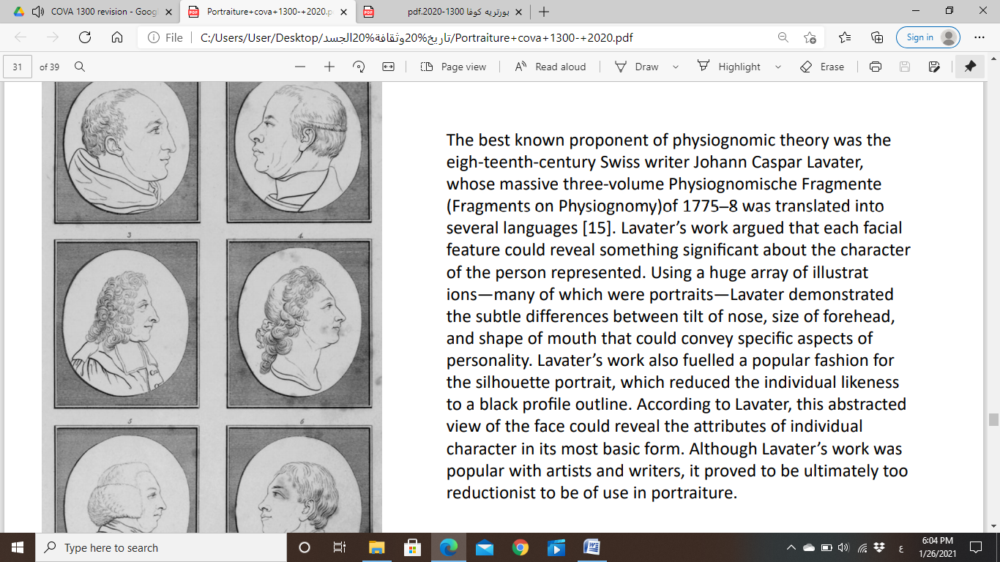 COVA 1300 revision - Goog
Portraiture+cova+1300-+2020.p
بورتريه كوفا 1300-2020.pdf
File
C:/Users/User/Desktop/تاريخ%20وثقافة%20الجسد/Portraiture+cova+1300-+2020.pdf
Sign in
31 of 39
Page view
Read aloud
Draw
Highlight
Erase
The best known proponent of physiognomic theory was the
eigh-teenth-century Swiss writer Johann Caspar Lavater,
whose massive three-volume Physiognomische Fragmente
(Fragments on Physiognomy)of 1775–8 was translated into
several languages [15]. Lavater’s work argued that each facial
feature could reveal something significant about the character
of the person represented. Using a huge array of illustrat
ions—many of which were portraits—Lavater demonstrated
the subtle differences between tilt of nose, size of forehead,
and shape of mouth that could convey specific aspects of
personality. Lavater’s work also fuelled a popular fashion for
the silhouette portrait, which reduced the individual likeness
to a black profile outline. According to Lavater, this abstracted
view of the face could reveal the attributes of individual
character in its most basic form. Although Lavater’s work was
popular with artists and writers, it proved to be ultimately too
reductionist to be of use in portraiture.
3
4
5
6
Type here to search
ع
6:04 PM
1/26/2021